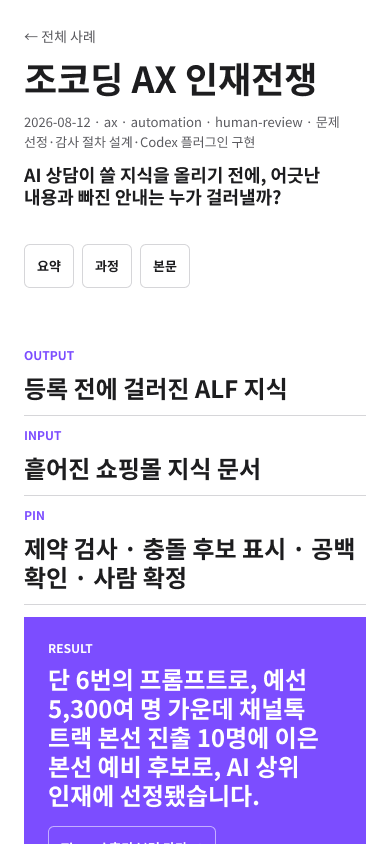 ← 전체 사례
조코딩 AX 인재전쟁
2026-08-12 · ax · automation · human-review · 문제
선정·감사 절차 설계·Codex 플러그인 구현
AI 상담이 쓸 지식을 올리기 전에, 어긋난
내용과 빠진 안내는 누가 걸러낼까?
요약 과정 본문
OUTPUT
등록 전에 걸러진 ALF 지식
INPUT
흩어진 쇼핑몰 지식 문서
PIN
제약 검사 · 충돌 후보 표시 · 공백
확인 · 사람 확정
RESULT
단 6번의 프롬프트로, 예선
5,300여 명 가운데 채널톡
트랙 본선 진출 10명에 이은
본선 예비 후보로, AI 상위
인재에 선정됐습니다.